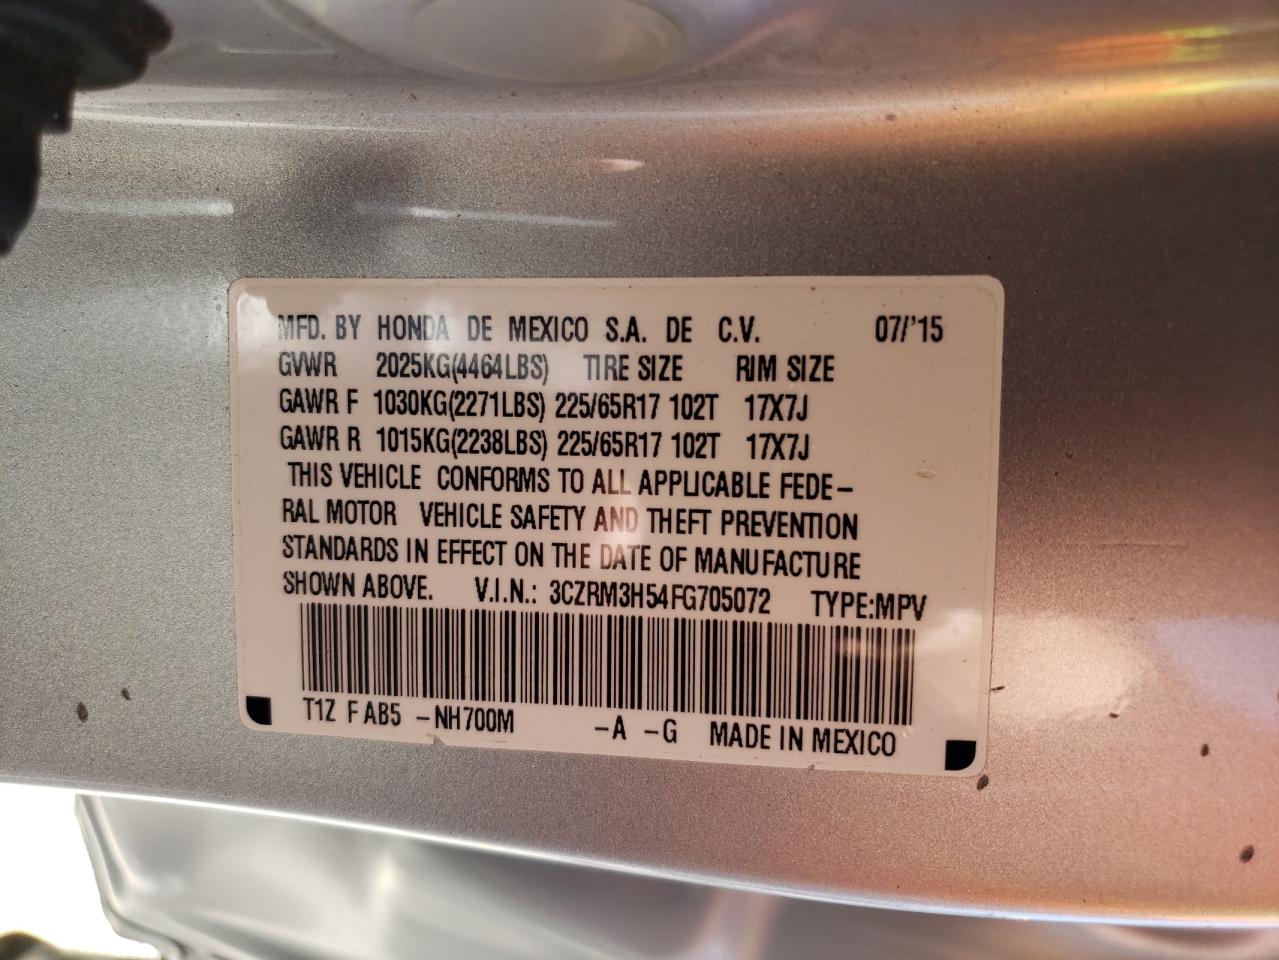 MFD. BY HONDA DE MEXICO S.A. DE C.V. 07/'15
GVWR 2025KG(4464LBS) TIRE SIZE RIM SIZE
GAWR F 1030KG(2271LBS) 225/65R17 102T 17X7J
GAWR R 1015KG(2238LBS) 225/65R17 102T 17X7J
THIS VEHICLE CONFORMS TO ALL APPLICABLE FEDE-
RAL MOTOR VEHICLE SAFETY AND THEFT PREVENTION
STANDARDS IN EFFECT ON THE DATE OF MANUFACTURE
SHOWN ABOVE. V.I.N.: 3CZRM3H54FG705072 TYPE:MPV
T1Z F AB5 -NH700M -A -G MADE IN MEXICO